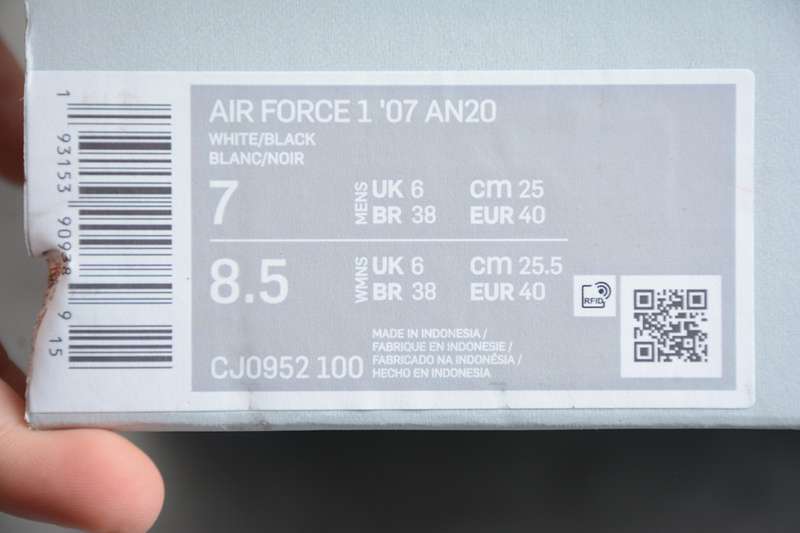 AIR FORCE 1 '07 AN20
WHITE/BLACK
BLANC/NOIR
7 MENS UK 6 cm 25
BR 38 EUR 40
8.5 WMNS UK 6 cm 25.5
BR 38 EUR 40
RFID
CJ0952 100
MADE IN INDONESIA /
FABRIQUE EN INDONESIE /
FABRICADO NA INDONÉSIA /
HECHO EN INDONESIA
1 93153 90938 9 15